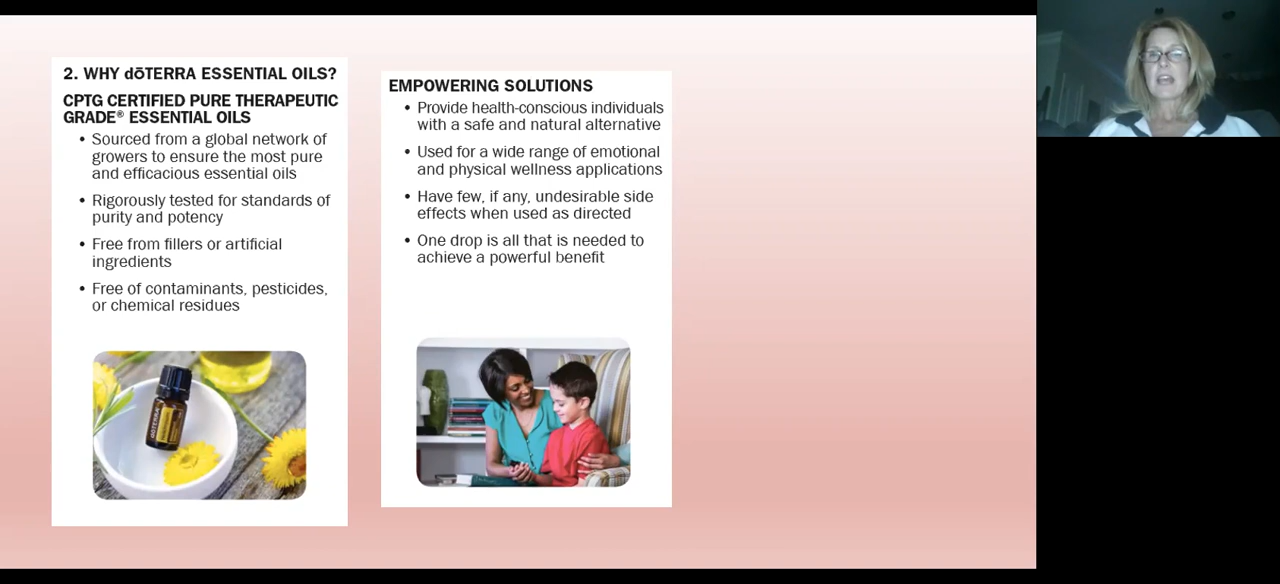 2. WHY dōTERRA ESSENTIAL OILS?
CPTG CERTIFIED PURE THERAPEUTIC
GRADE® ESSENTIAL OILS
• Sourced from a global network of
growers to ensure the most pure
and efficacious essential oils
• Rigorously tested for standards of
purity and potency
• Free from fillers or artificial
ingredients
• Free of contaminants, pesticides,
or chemical residues
EMPOWERING SOLUTIONS
• Provide health-conscious individuals
with a safe and natural alternative
• Used for a wide range of emotional
and physical wellness applications
• Have few, if any, undesirable side
effects when used as directed
• One drop is all that is needed to
achieve a powerful benefit
dōTERRA